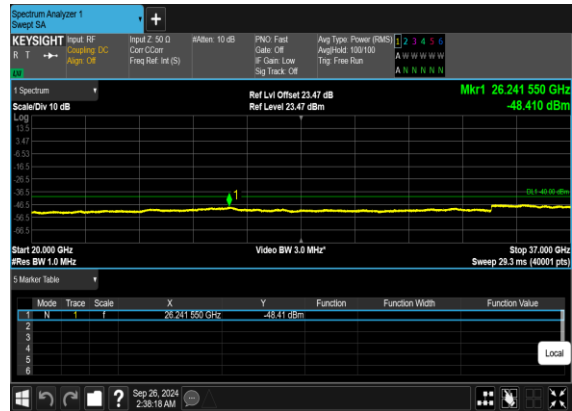 Spectrum Analyzer 1
Swept SA
+
KEYSIGHT Input: RF Input Z: 50 Ω #Atten: 10 dB PNO: Fast Avg Type: Power (RMS) 1 2 3 4 5 6
R T Coupling: DC Corr CCorr Gate: Off Avg|Hold: 100/100 A W W W W W
Align: Off Freq Ref: Int (S) IF Gain: Low Trig: Free Run
Sig Track: Off A N N N N N
1 Spectrum Ref Lvl Offset 23.47 dB Mkr1 26.241 550 GHz
Scale/Div 10 dB Ref Level 23.47 dBm -48.410 dBm
Log
13.5
3.47
-6.53
-16.5
-26.5
-36.5 1 DL1 -40.00 dBm
-46.5
-56.5
-66.5
Start 20.000 GHz Video BW 3.0 MHz* Stop 37.000 GHz
#Res BW 1.0 MHz Sweep 29.3 ms (40001 pts)
5 Marker Table
Mode Trace Scale X Y Function Function Width Function Value
1 N 1 f 26.241 550 GHz -48.41 dBm
2
3
4
5
6
Local
? Sep 26, 2024
2:38:18 AM